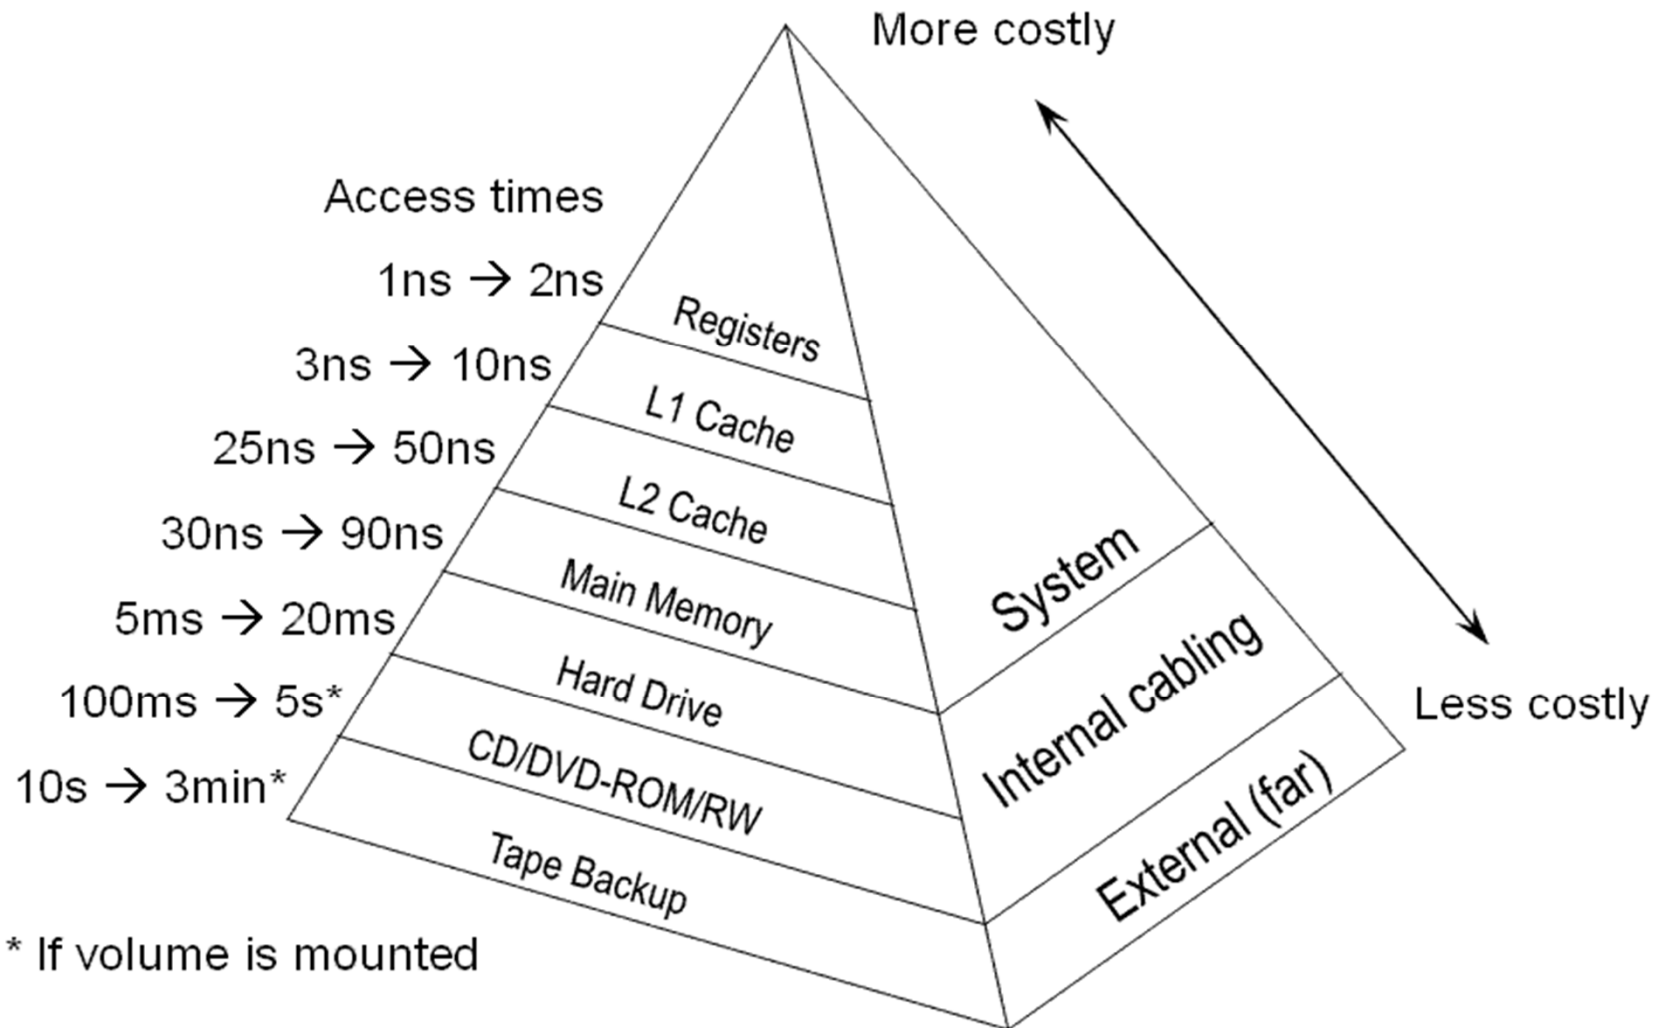 More costly
Access times
1ns → 2ns
3ns → 10ns
25ns → 50ns
30ns → 90ns
5ms → 20ms
100ms → 5s*
10s → 3min*
* If volume is mounted
Registers
L1 Cache
L2 Cache
Main Memory
Hard Drive
CD/DVD-ROM/RW
Tape Backup
System
Internal cabling
External (far)
Less costly